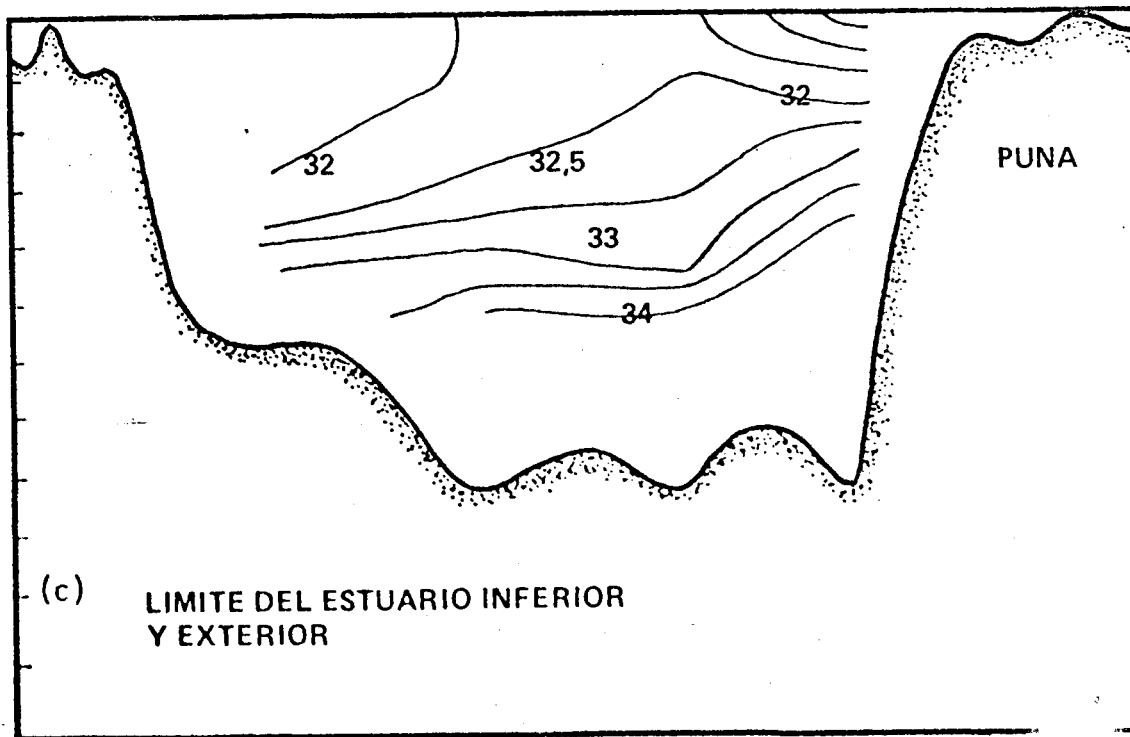 32
32
32,5
PUNA
33
34
(c)
LIMITE DEL ESTUARIO INFERIOR
Y EXTERIOR